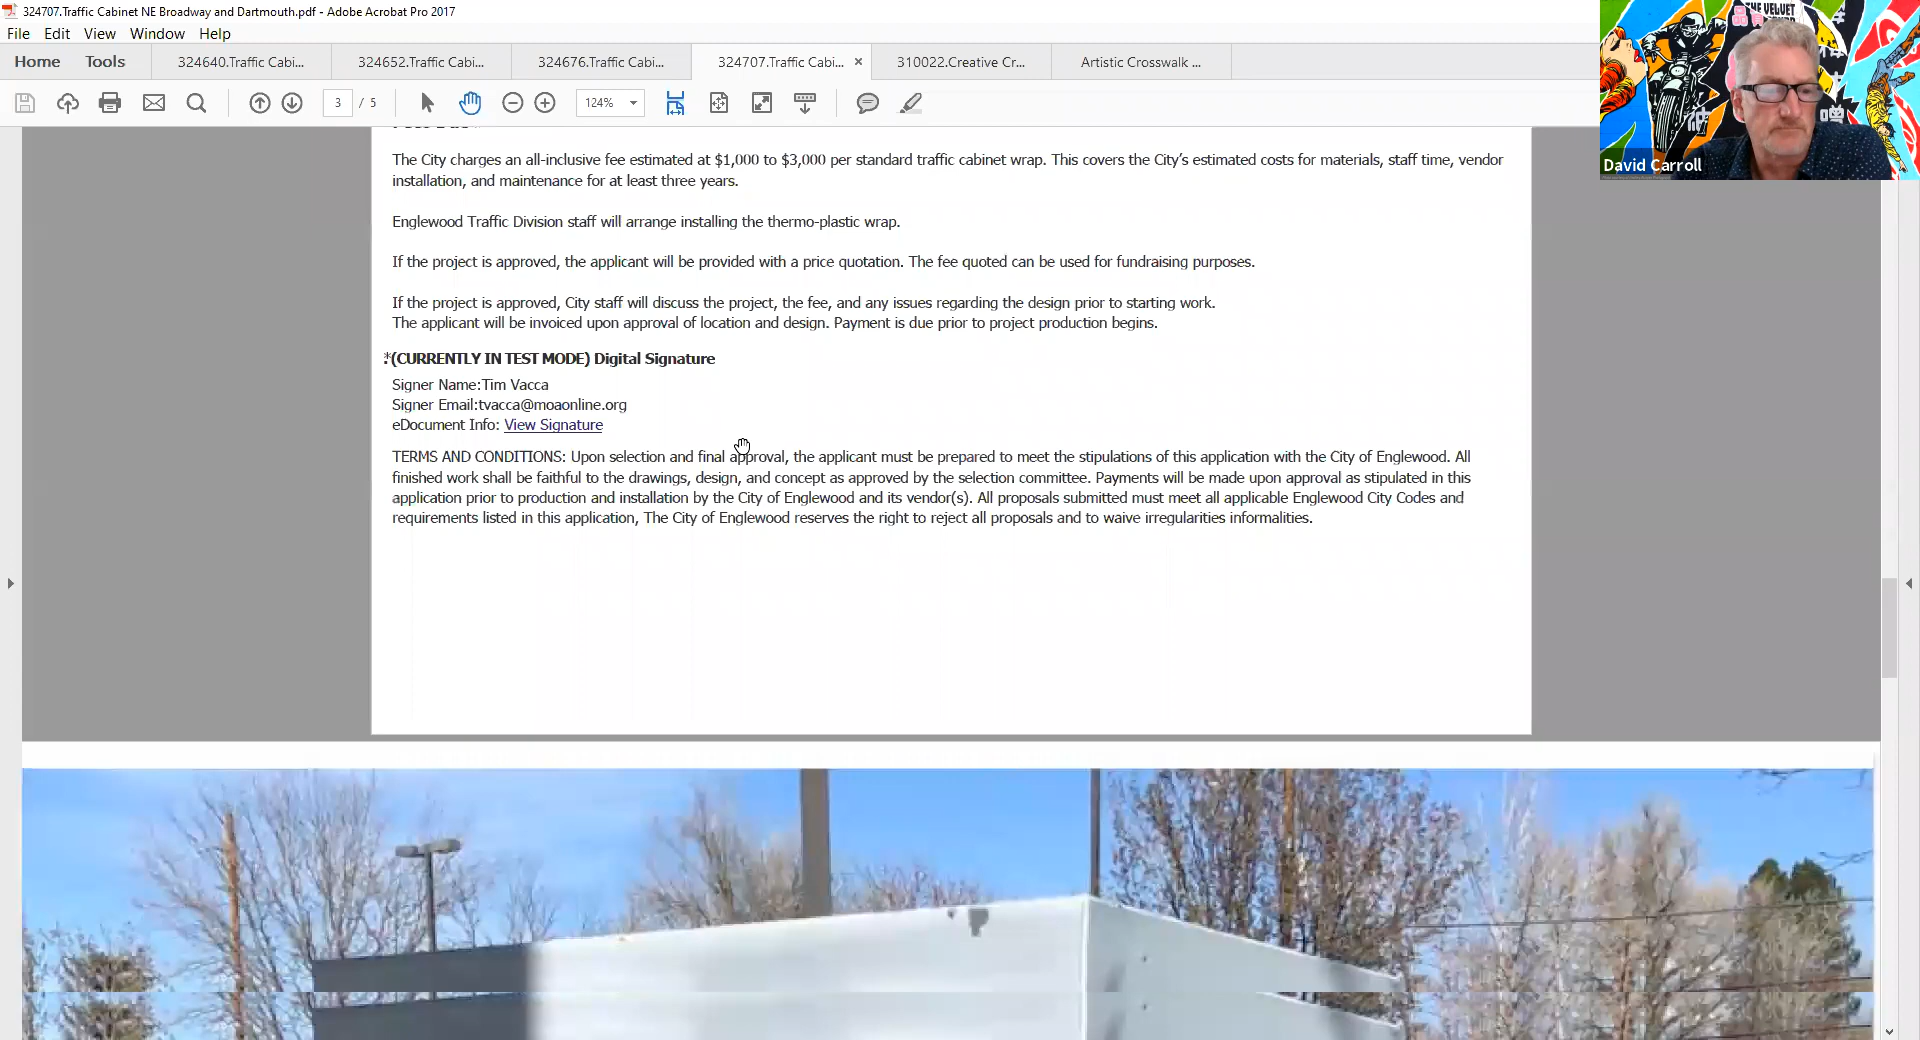 324707.Traffic Cabinet NE Broadway and Dartmouth.pdf - Adobe Acrobat Pro 2017
File Edit View Window Help
Home Tools 324640.Traffic Cabi... 324652.Traffic Cabi... 324676.Traffic Cabi... 324707.Traffic Cabi... × 310022.Creative Cr... Artistic Crosswalk ...
3 / 5 124%
The City charges an all-inclusive fee estimated at $1,000 to $3,000 per standard traffic cabinet wrap. This covers the City's estimated costs for materials, staff time, vendor
installation, and maintenance for at least three years.
Englewood Traffic Division staff will arrange installing the thermo-plastic wrap.
If the project is approved, the applicant will be provided with a price quotation. The fee quoted can be used for fundraising purposes.
If the project is approved, City staff will discuss the project, the fee, and any issues regarding the design prior to starting work.
The applicant will be invoiced upon approval of location and design. Payment is due prior to project production begins.
*(CURRENTLY IN TEST MODE) Digital Signature
Signer Name:Tim Vacca
Signer Email:tvacca@moaonline.org
eDocument Info: View Signature
TERMS AND CONDITIONS: Upon selection and final approval, the applicant must be prepared to meet the stipulations of this application with the City of Englewood. All
finished work shall be faithful to the drawings, design, and concept as approved by the selection committee. Payments will be made upon approval as stipulated in this
application prior to production and installation by the City of Englewood and its vendor(s). All proposals submitted must meet all applicable Englewood City Codes and
requirements listed in this application, The City of Englewood reserves the right to reject all proposals and to waive irregularities informalities.
THE VELVET
David Carroll